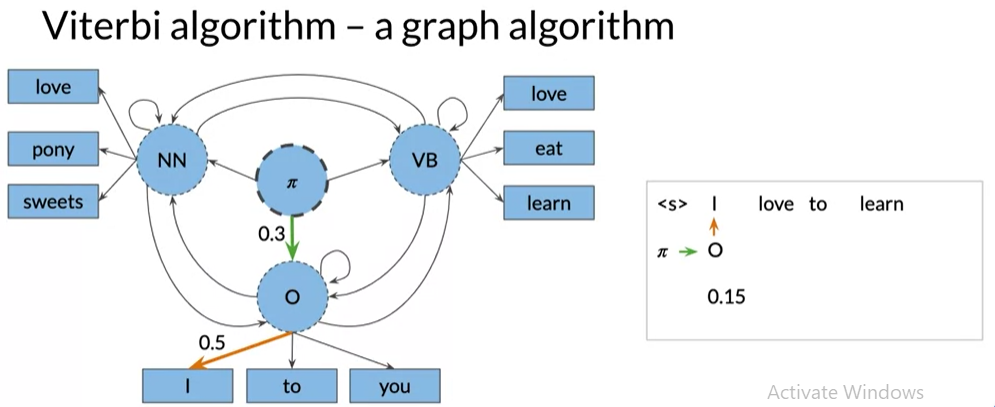 Viterbi algorithm – a graph algorithm
love
pony
sweets
NN
π
VB
love
eat
learn
0.3
O
0.5
I
to
you
<s> I love to learn
π O
0.15
Activate Windows